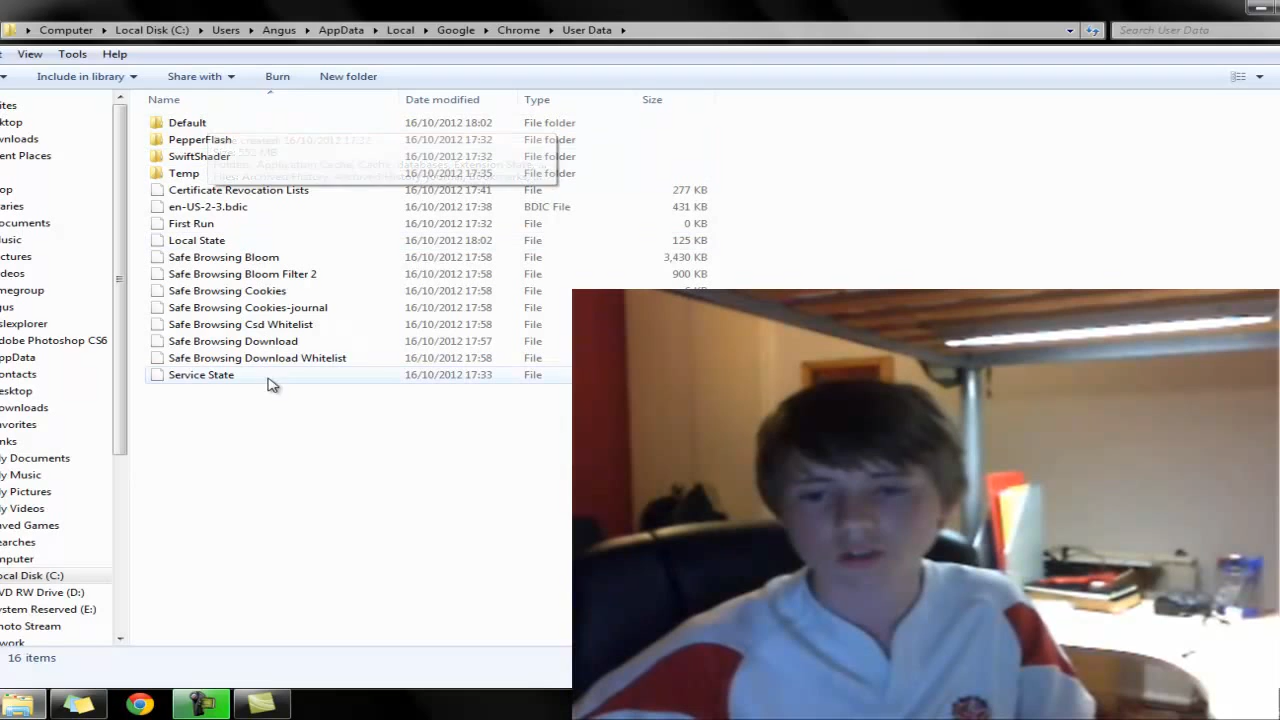 Computer ▸ Local Disk (C:) ▸ Users ▸ Angus ▸ AppData ▸ Local ▸ Google ▸ Chrome ▸ User Data ▸ Search User Data
View Tools Help
Include in library Share with Burn New folder
Name Date modified Type Size
Default 16/10/2012 18:02 File folder
PepperFlash 16/10/2012 17:32 File folder
SwiftShader 16/10/2012 17:32 File folder
Temp 16/10/2012 17:35 File folder
Certificate Revocation Lists 16/10/2012 17:41 File 277 KB
en-US-2-3.bdic 16/10/2012 17:38 BDIC File 431 KB
First Run 16/10/2012 17:32 File 0 KB
Local State 16/10/2012 18:02 File 125 KB
Safe Browsing Bloom 16/10/2012 17:58 File 3,430 KB
Safe Browsing Bloom Filter 2 16/10/2012 17:58 File 900 KB
Safe Browsing Cookies 16/10/2012 17:58 File
Safe Browsing Cookies-journal 16/10/2012 17:58 File
Safe Browsing Csd Whitelist 16/10/2012 17:58 File
Safe Browsing Download 16/10/2012 17:57 File
Safe Browsing Download Whitelist 16/10/2012 17:58 File
Service State 16/10/2012 17:33 File
ites
ktop
wnloads
ent Places
op
aries
ocuments
usic
ctures
deos
megroup
gus
slexplorer
dobe Photoshop CS6
ppData
ontacts
esktop
ownloads
avorites
nks
ly Documents
ly Music
y Pictures
y Videos
aved Games
earches
mputer
ocal Disk (C:)
VD RW Drive (D:)
ystem Reserved (E:)
hoto Stream
work
16 items